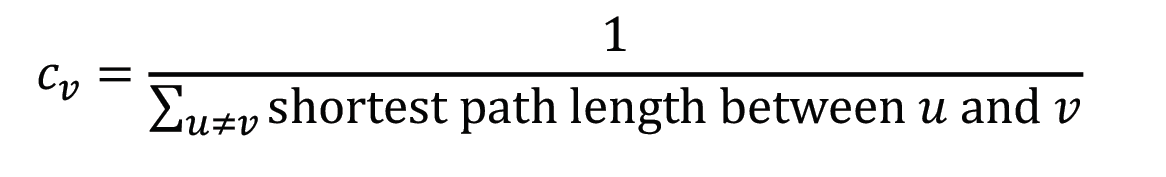 c_v = 1 / ∑_{u≠v} shortest path length between u and v